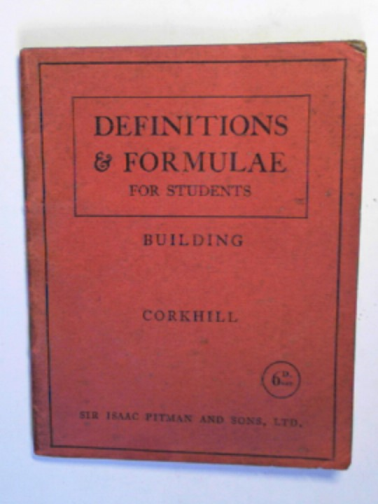 DEFINITIONS
& FORMULAE
FOR STUDENTS
BUILDING
CORKHILL
6D.
SIR ISAAC PITMAN AND SONS, LTD.